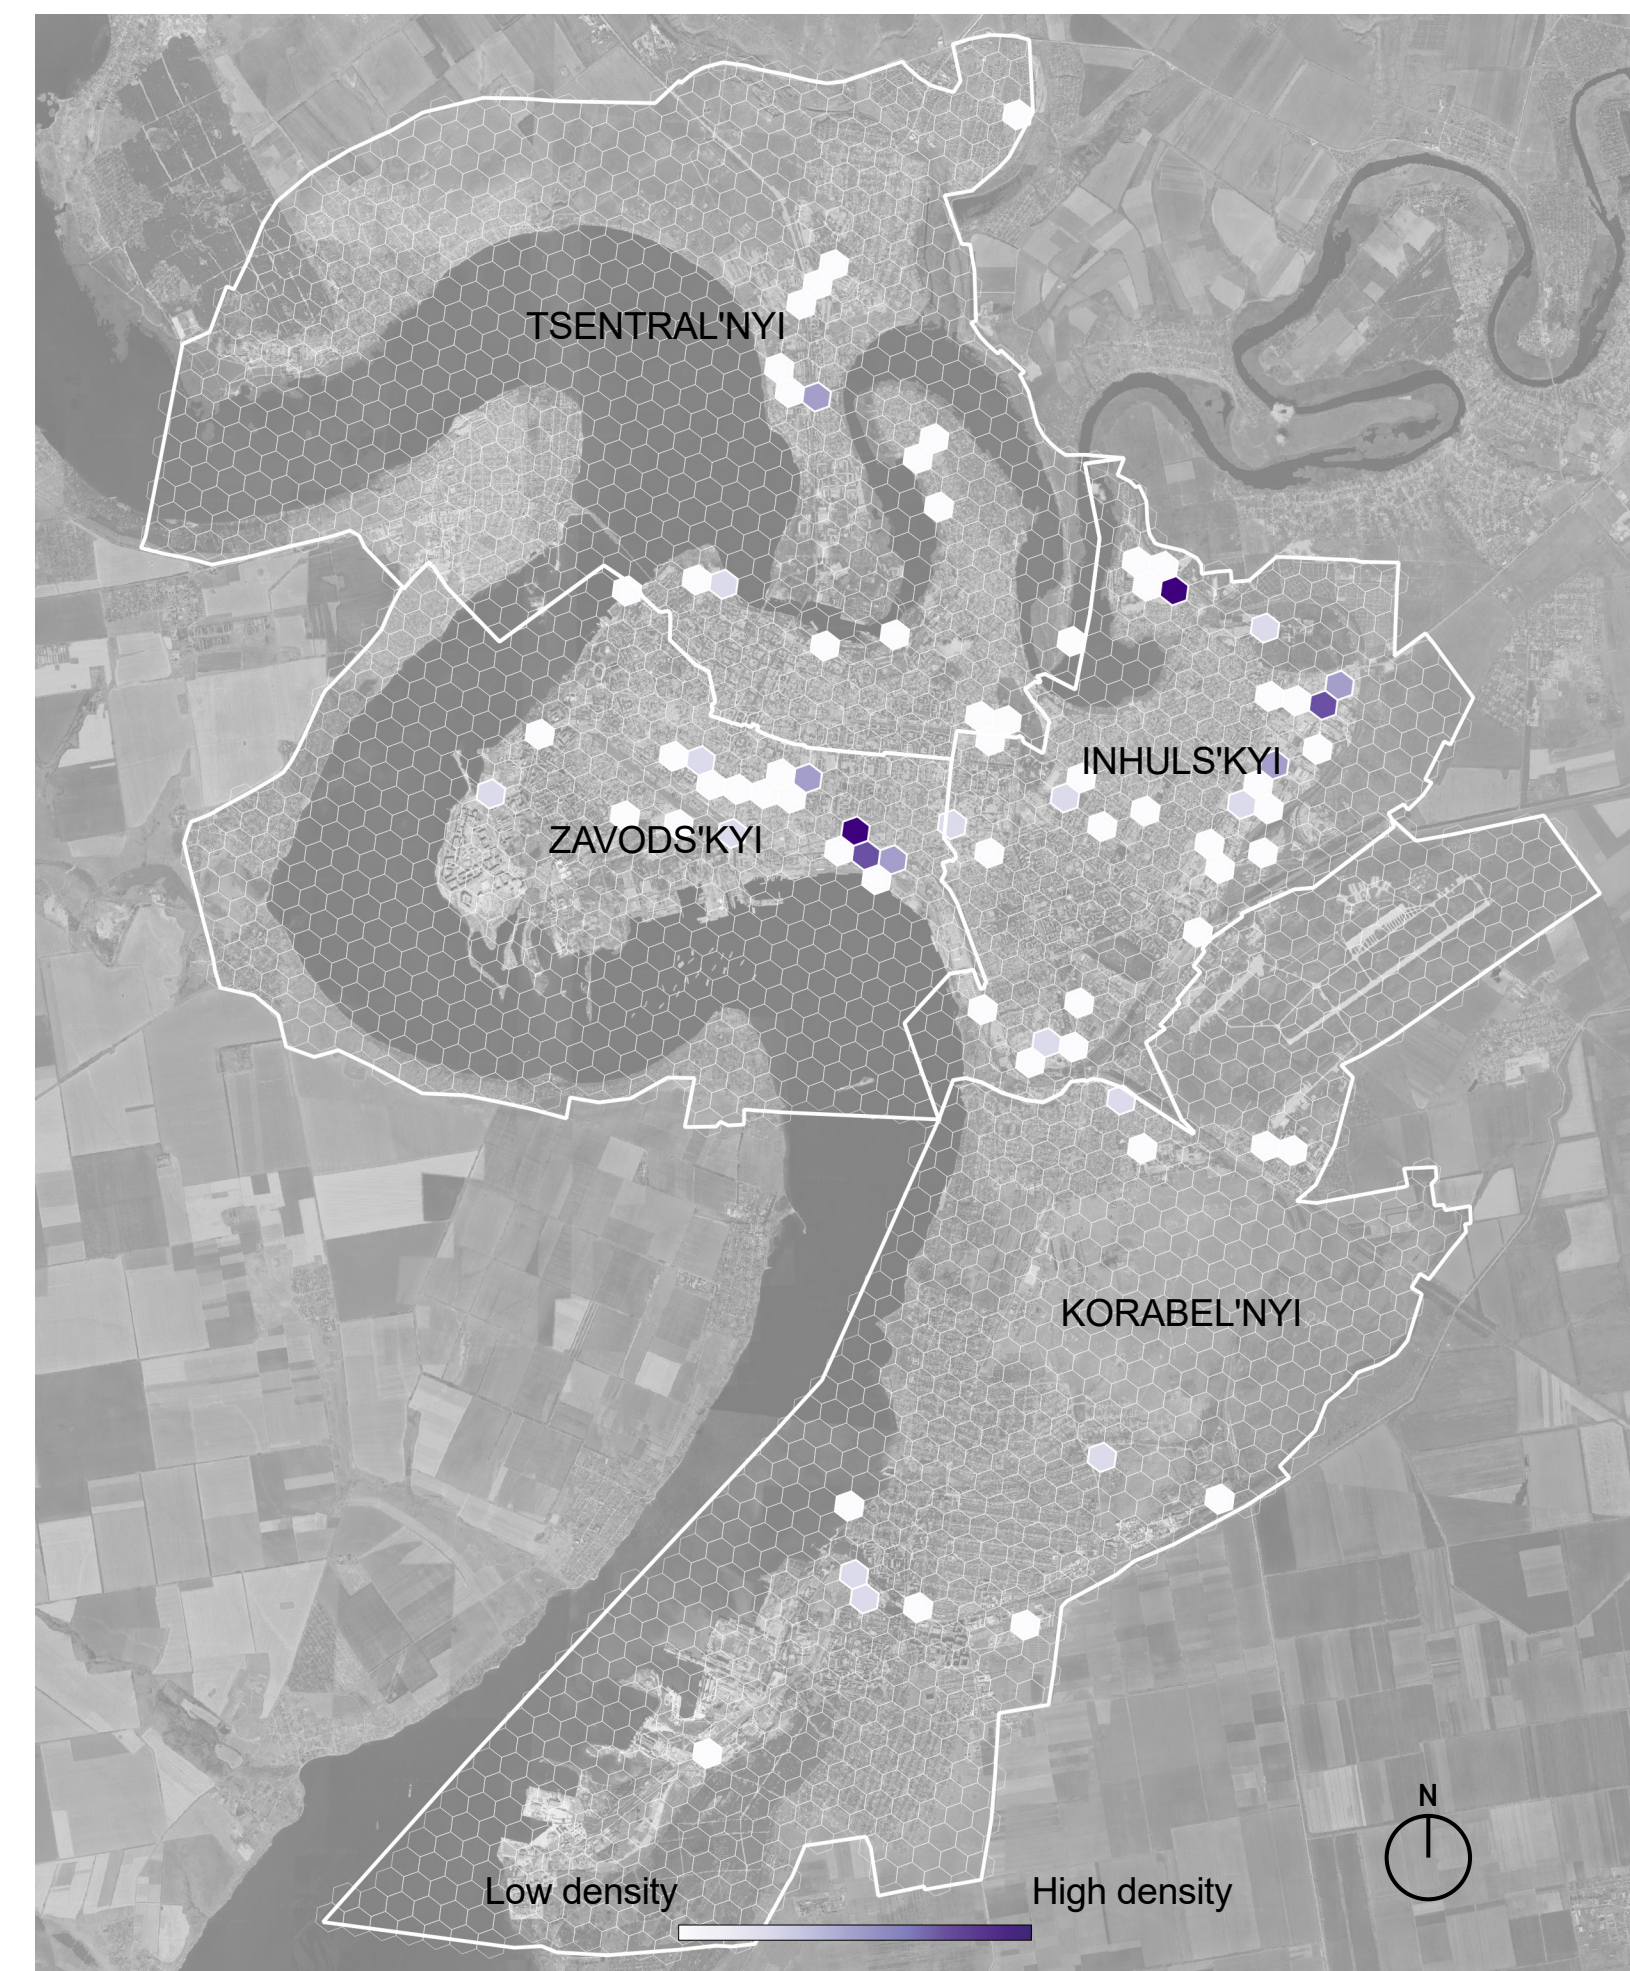 TSENTRAL'NYI
INHULS'KYI
ZAVODS'KYI
KORABEL'NYI
N
Low density
High density